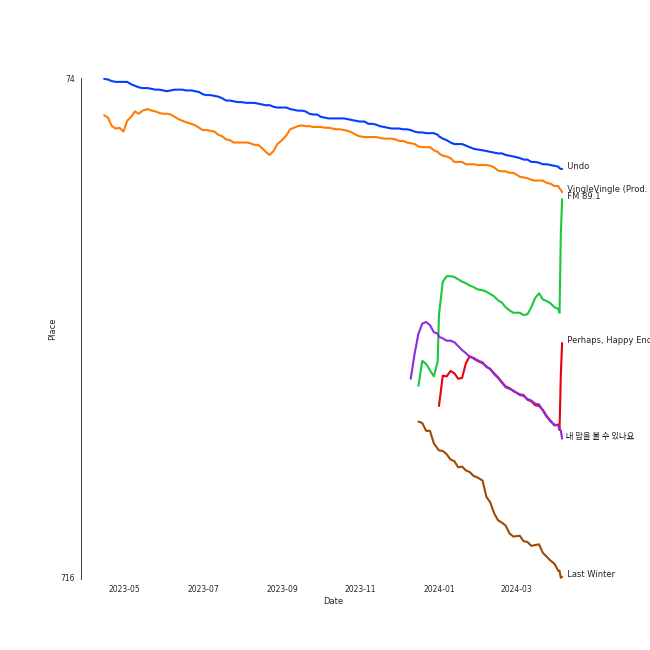 74
Undo
VingleVingle (Prod.
FM 89.1
Place
Perhaps, Happy End
내 맘을 볼 수 있나요
Last Winter
716
2023-05 2023-07 2023-09 2023-11 2024-01 2024-03
Date